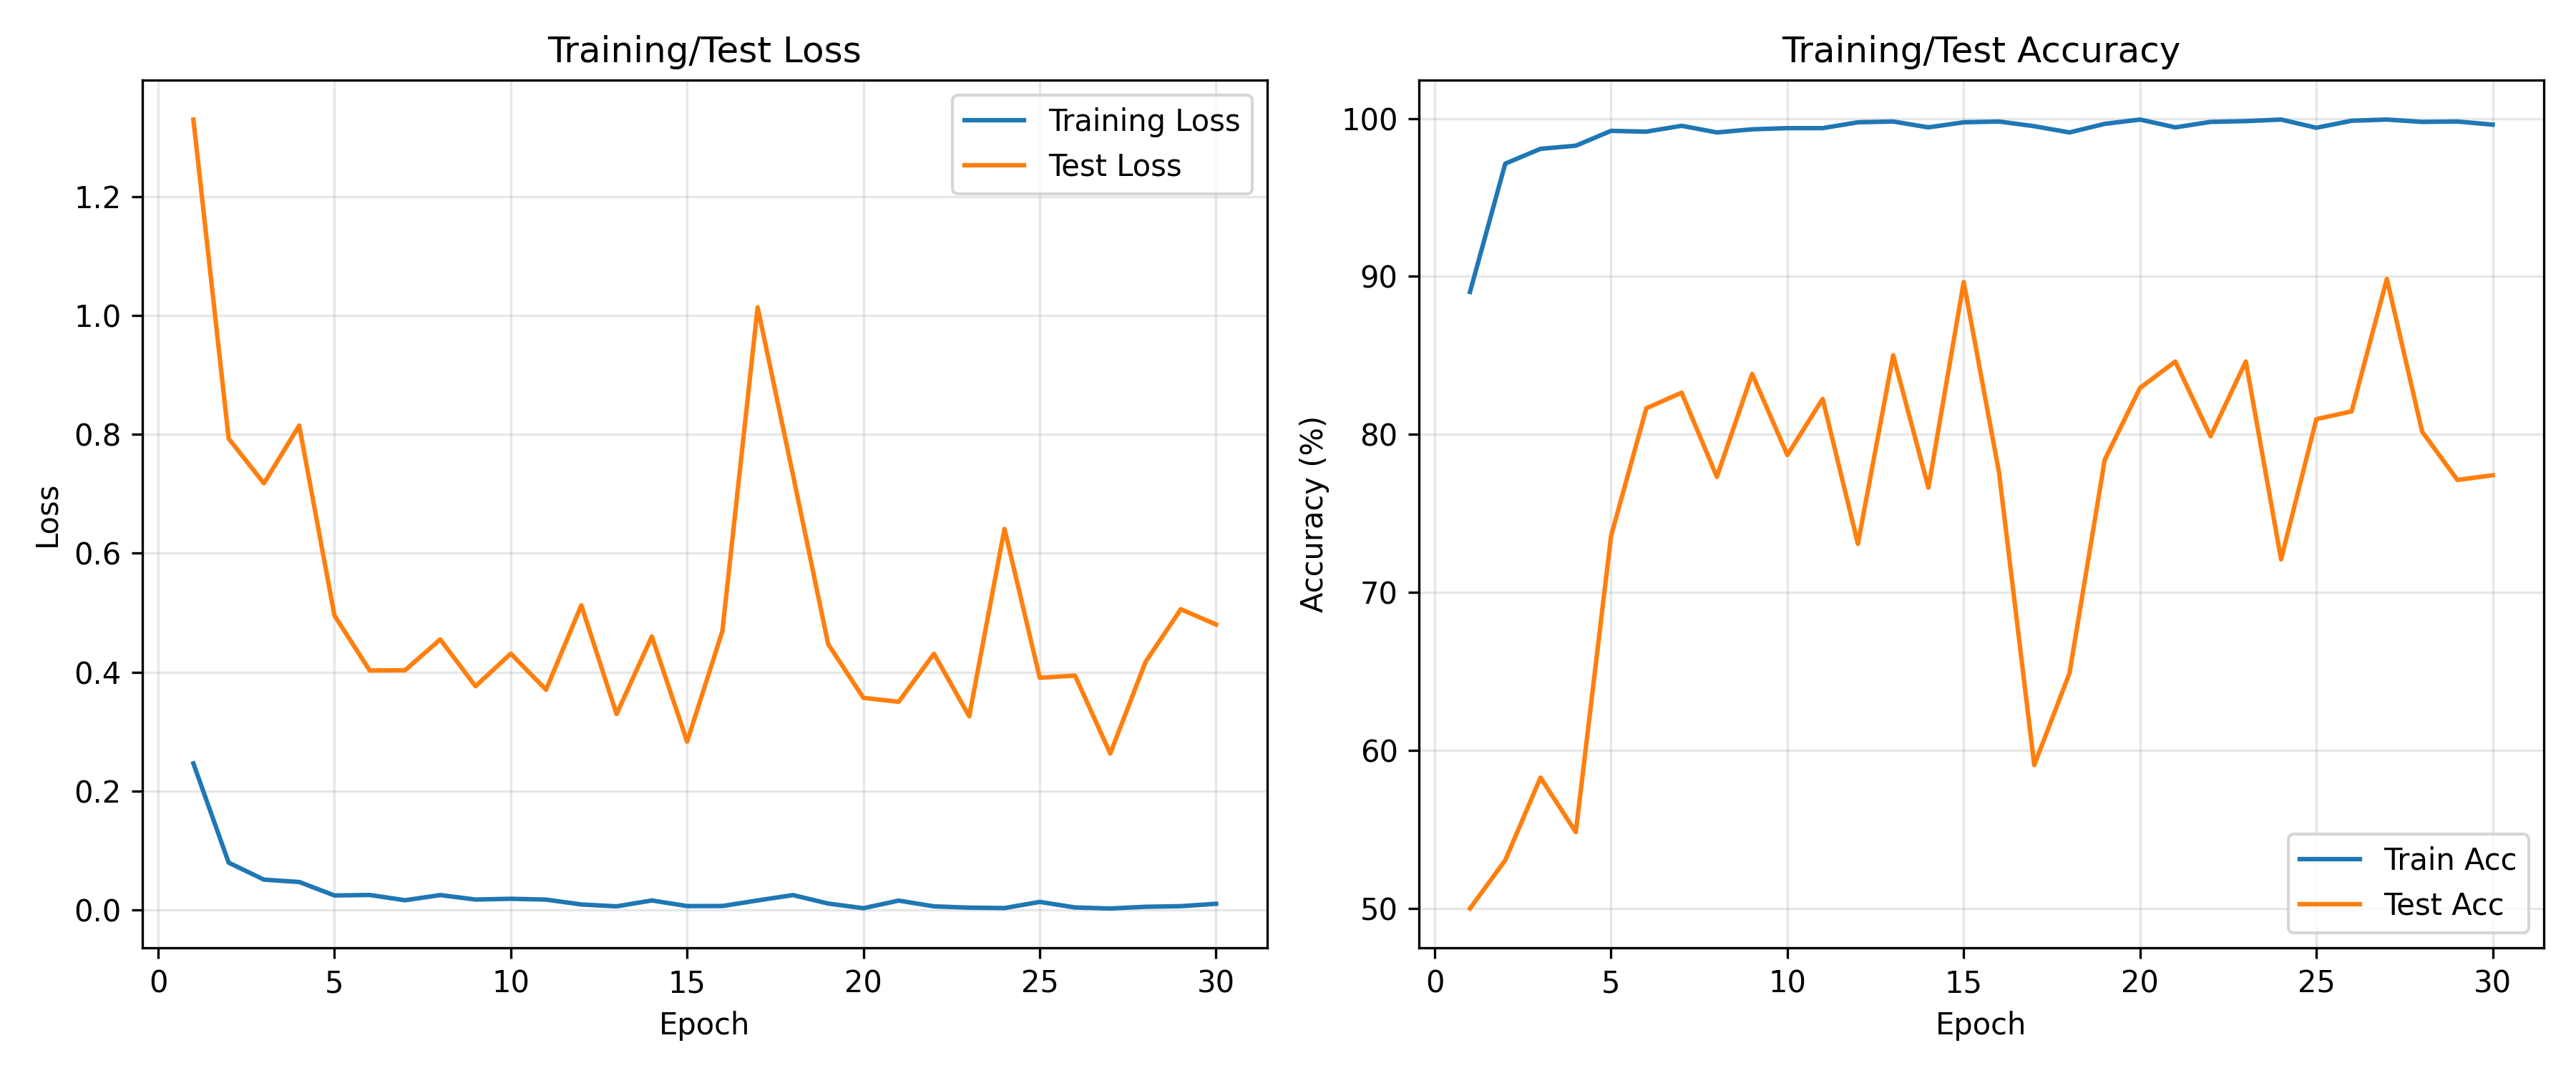 Training/Test Loss
Training Loss
Test Loss
1.2
1.0
0.8
0.6
0.4
0.2
0.0
Loss
0 5 10 15 20 25 30
Epoch
Training/Test Accuracy
100
90
80
70
60
50
Accuracy (%)
Train Acc
Test Acc
0 5 10 15 20 25 30
Epoch